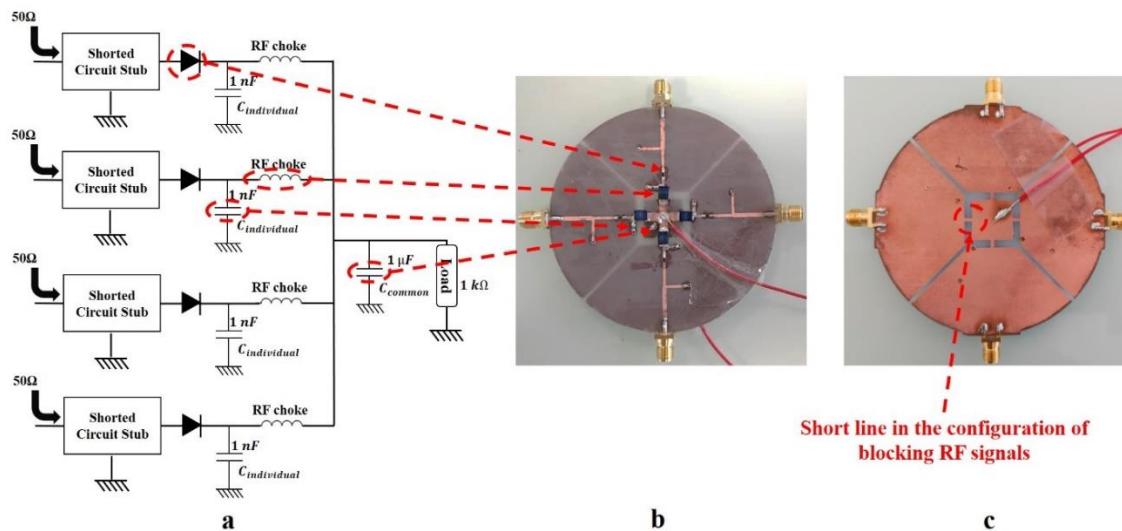 50Ω
Shorted
Circuit Stub
RF choke
1 nF
C_individual
50Ω
Shorted
Circuit Stub
RF choke
1 nF
C_individual
50Ω
Shorted
Circuit Stub
RF choke
1 nF
C_individual
1 μF
C_common
Load
1 kΩ
50Ω
Shorted
Circuit Stub
RF choke
1 nF
C_individual
Short line in the configuration of
blocking RF signals
a
b
c